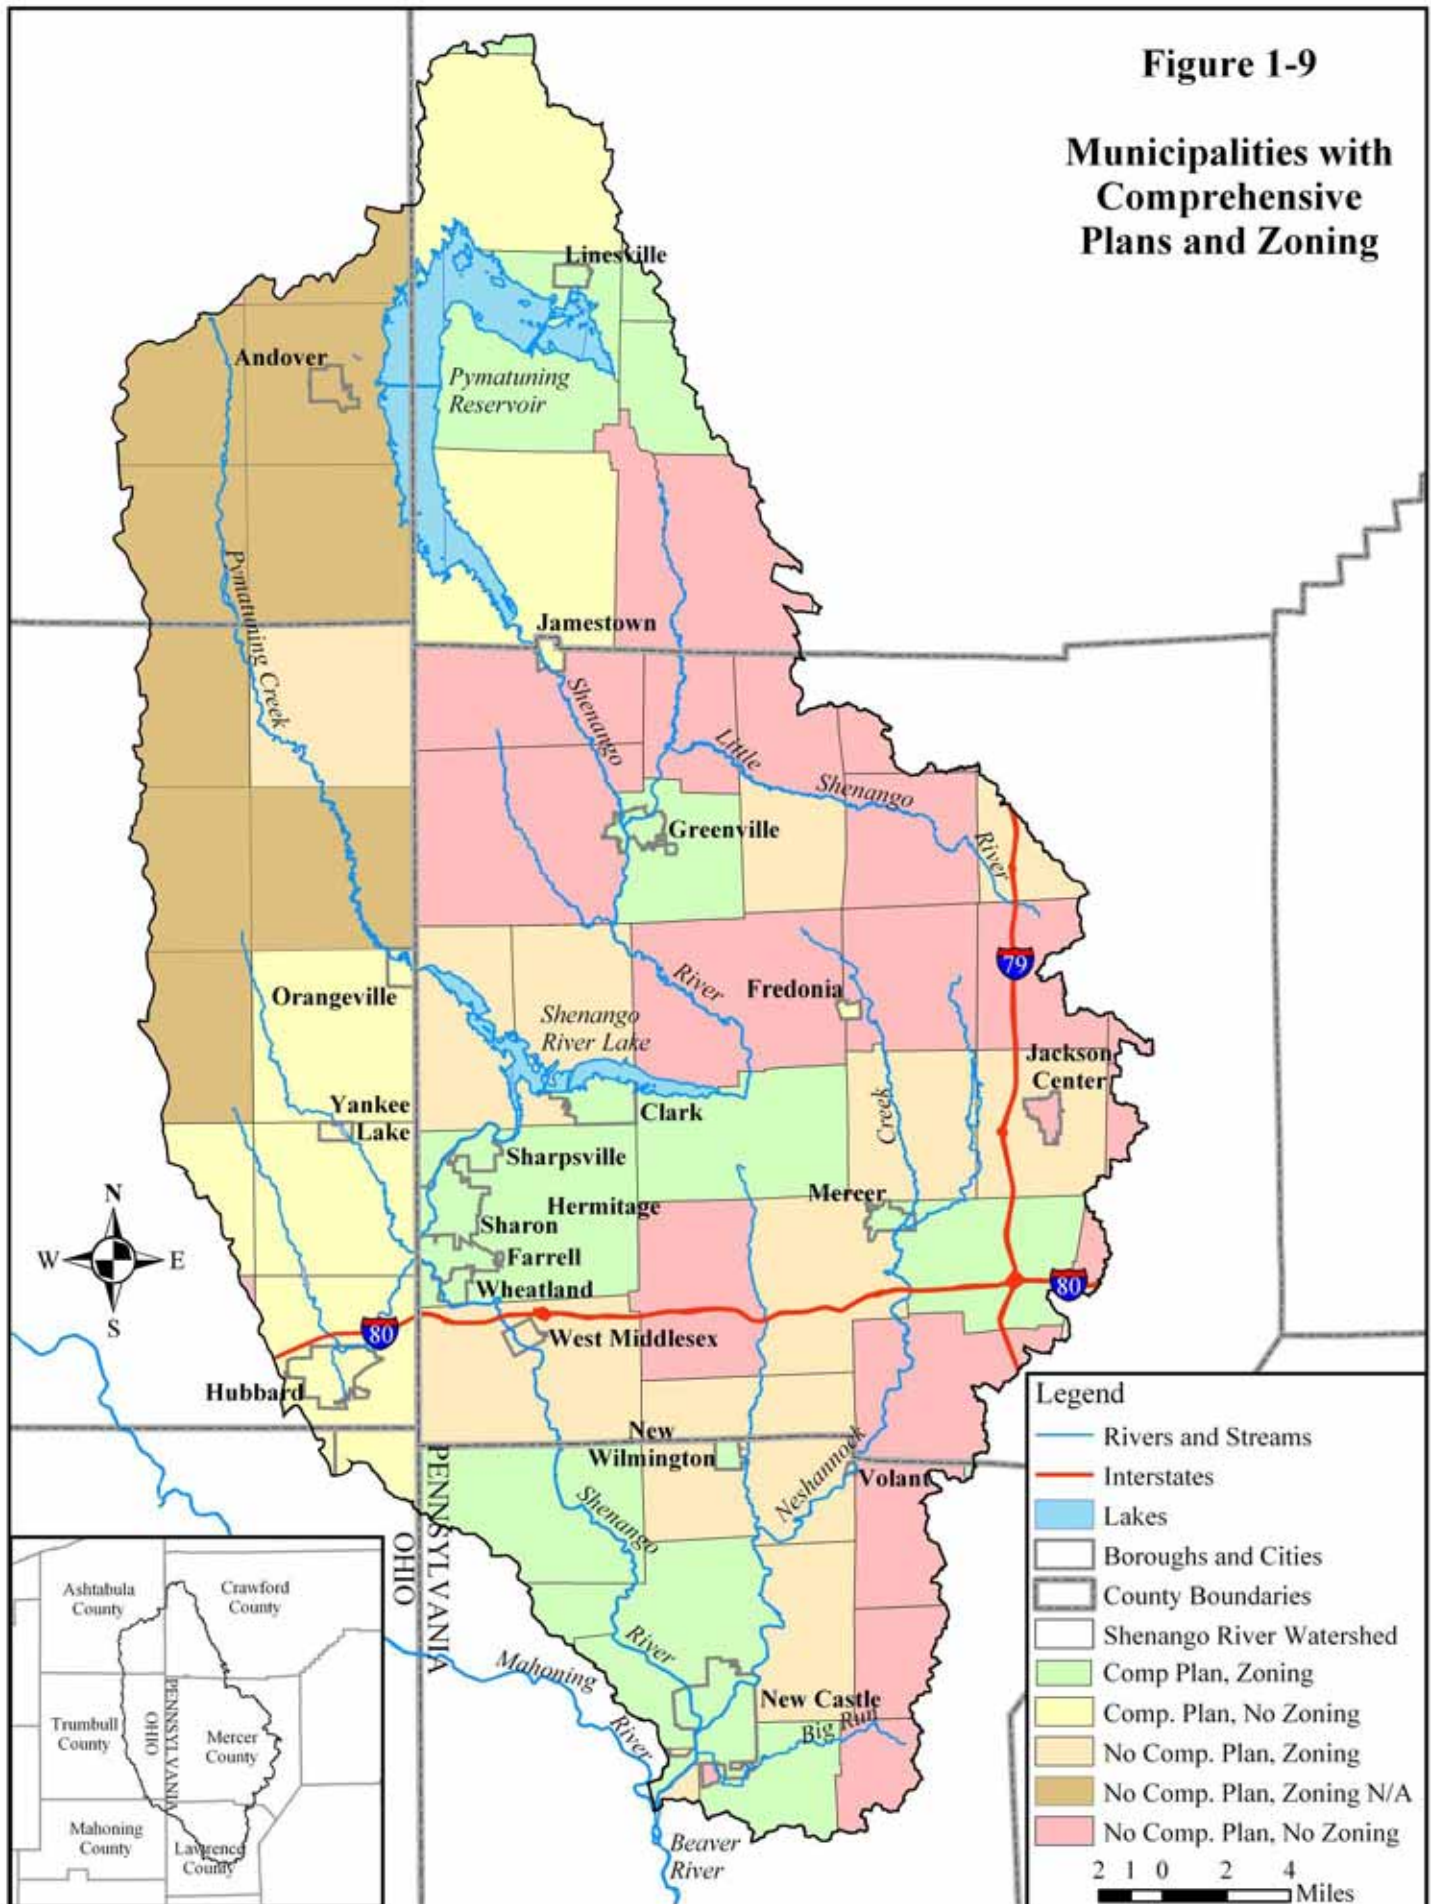 Figure 1-9
Municipalities with
Comprehensive
Plans and Zoning
Linesville
Andover
Pymatuning
Reservoir
Pymatuning Creek
Jamestown
Shenango
Little
Shenango
River
Greenville
79
Orangeville
River
Fredonia
Shenango
River Lake
Jackson
Center
Yankee
Lake
Clark
Creek
Sharpsville
Hermitage
Mercer
Sharon
Farrell
Wheatland
80
80
West Middlesex
Hubbard
N
W
E
S
New
Wilmington
Neshannock
Volant
PENNSYLVANIA
OHIO
Shenango
River
Mahoning
River
New Castle
Big Run
Beaver
River
Legend
Rivers and Streams
Interstates
Lakes
Boroughs and Cities
County Boundaries
Shenango River Watershed
Comp Plan, Zoning
Comp. Plan, No Zoning
No Comp. Plan, Zoning
No Comp. Plan, Zoning N/A
No Comp. Plan, No Zoning
2 1 0 2 4
Miles
Ashtabula
County
Crawford
County
Trumbull
County
OHIO
PENNSYLVANIA
Mercer
County
Mahoning
County
Lawrence
County